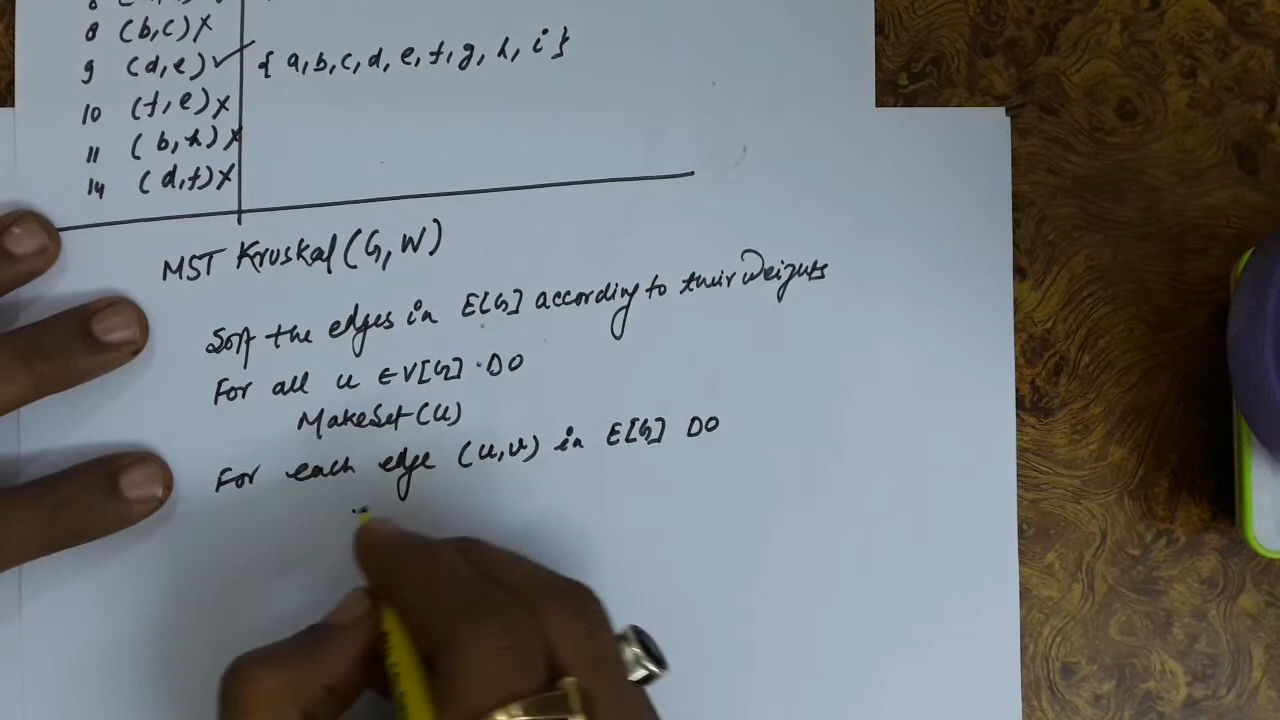 8 (b,c) X
9 (d,e) ✓ { a, b, c, d, e, f, g, h, i }
10 (f,e) X
11 (b,h) X
14 (d,f) X
MST Kruskal (G, W)
Sort the edges in E[G] according to their Weights
For all u ∈ V[G] · DO
MakeSet (u)
For each edge (u,v) in E[G] DO